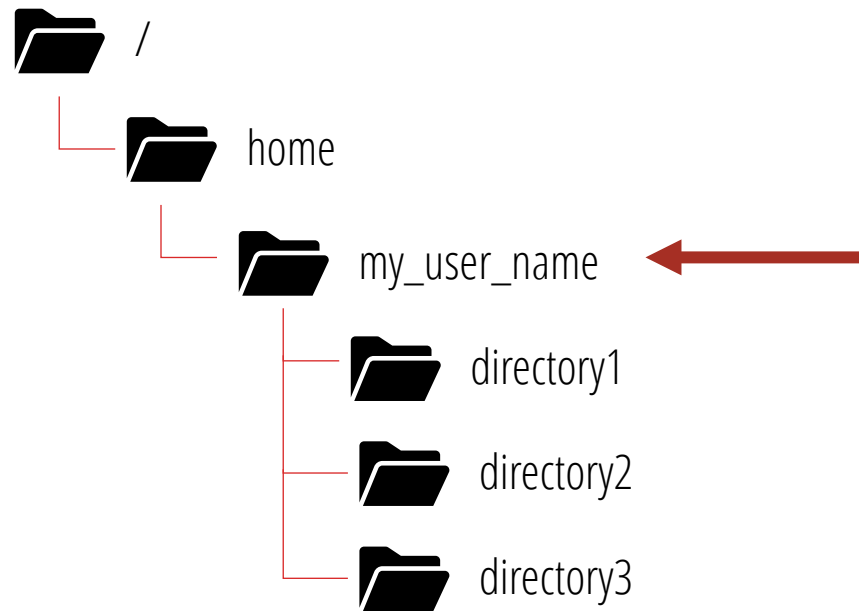 /
home
my_user_name
directory1
directory2
directory3